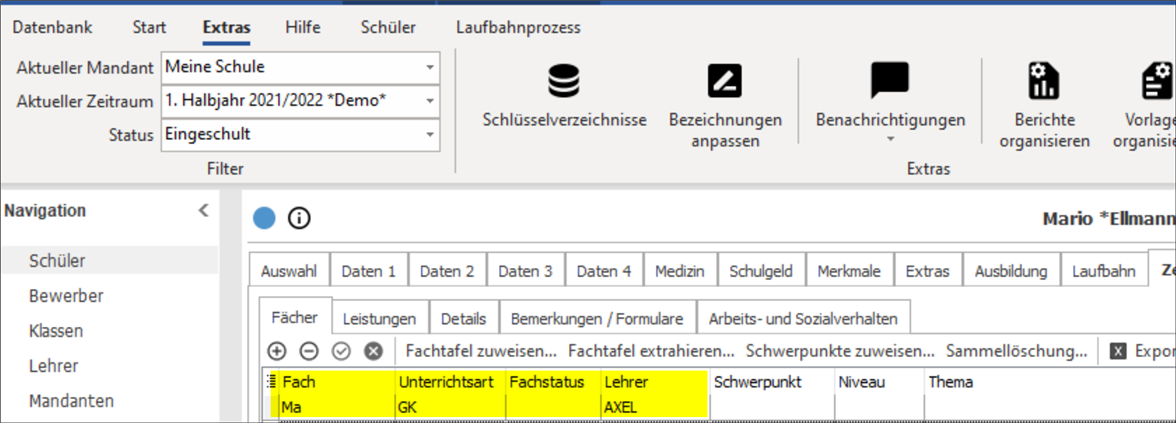 Datenbank Start Extras Hilfe Schüler Laufbahnprozess
Aktueller Mandant Meine Schule
Aktueller Zeitraum 1. Halbjahr 2021/2022 *Demo*
Status Eingeschult
Filter
Schlüsselverzeichnisse
Bezeichnungen
anpassen
Benachrichtigungen
Berichte
organisieren
Vorlage
organisie
Extras
Navigation
Schüler
Bewerber
Klassen
Lehrer
Mandanten
Mario *Ellmann
Auswahl Daten 1 Daten 2 Daten 3 Daten 4 Medizin Schulgeld Merkmale Extras Ausbildung Laufbahn Ze
Fächer Leistungen Details Bemerkungen / Formulare Arbeits- und Sozialverhalten
Fachtafel zuweisen... Fachtafel extrahieren... Schwerpunkte zuweisen... Sammellöschung... X Expor
Fach Unterrichtsart Fachstatus Lehrer Schwerpunkt Niveau Thema
Ma GK AXEL